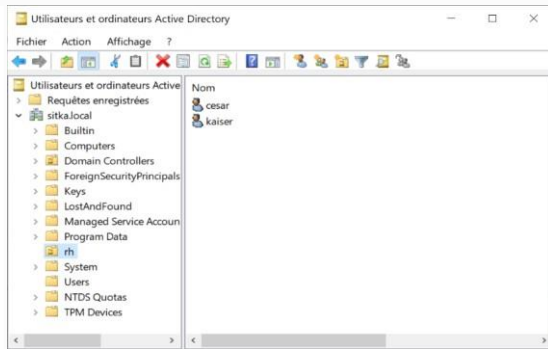 Utilisateurs et ordinateurs Active Directory
Fichier Action Affichage ?
Utilisateurs et ordinateurs Active
Requêtes enregistrées
sitka.local
Builtin
Computers
Domain Controllers
ForeignSecurityPrincipals
Keys
LostAndFound
Managed Service Accoun
Program Data
rh
System
Users
NTDS Quotas
TPM Devices
Nom
cesar
kaiser